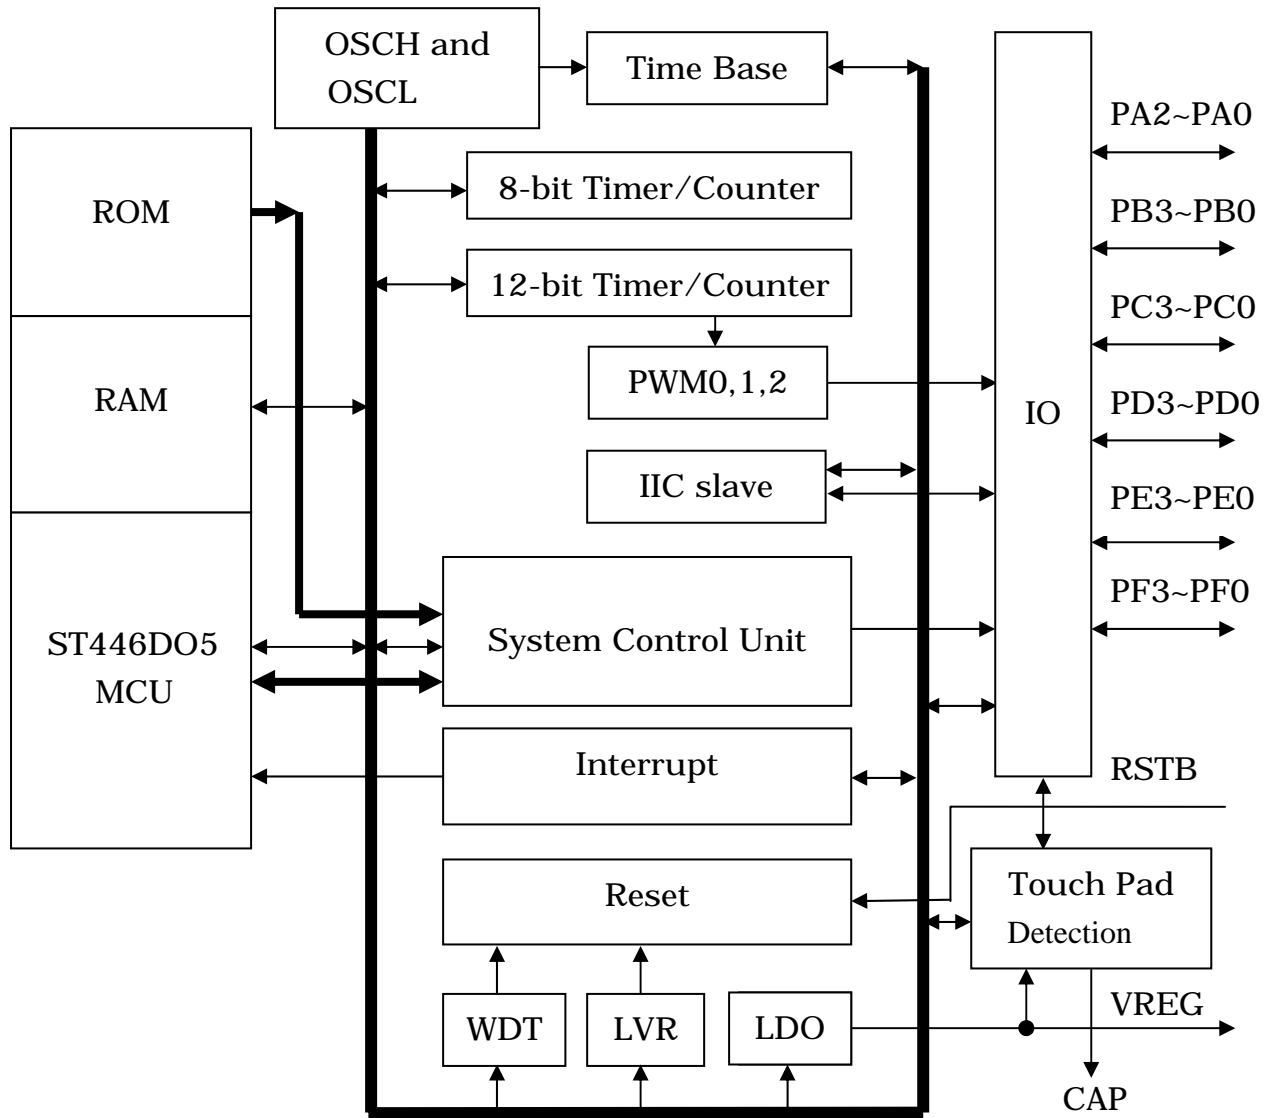 OSCH and
OSCL
Time Base
PA2~PA0
ROM
8-bit Timer/Counter
PB3~PB0
12-bit Timer/Counter
PC3~PC0
RAM
PWM0,1,2
IO
PD3~PD0
IIC slave
PE3~PE0
PF3~PF0
ST446DO5
MCU
System Control Unit
Interrupt
RSTB
Reset
Touch Pad
Detection
WDT
LVR
LDO
VREG
CAP